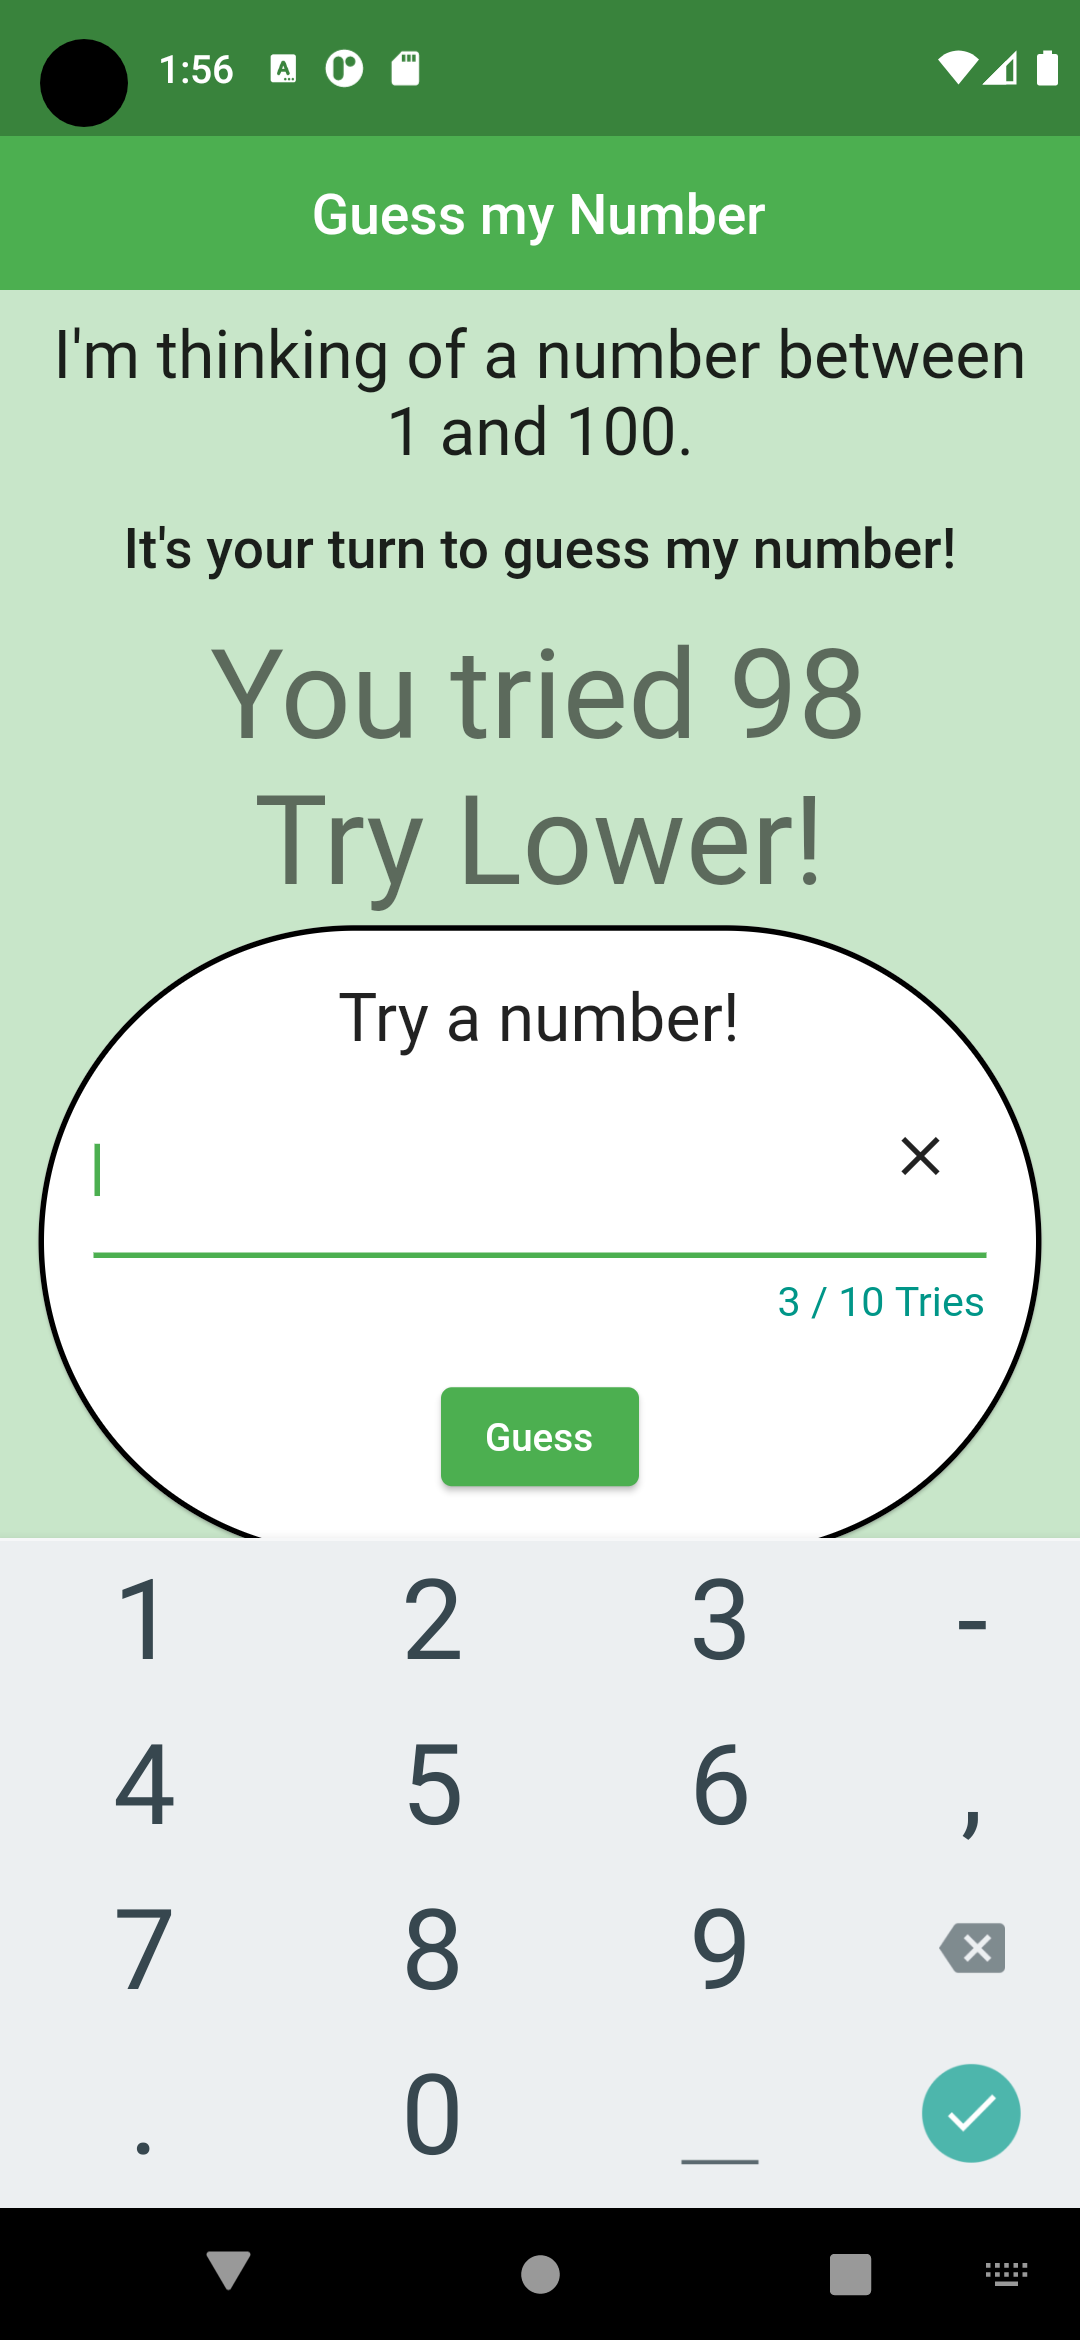 1:56
Guess my Number
I'm thinking of a number between
1 and 100.
It's your turn to guess my number!
You tried 98
Try Lower!
Try a number!
3 / 10 Tries
Guess
1 2 3 -
4 5 6 ,
7 8 9
. 0